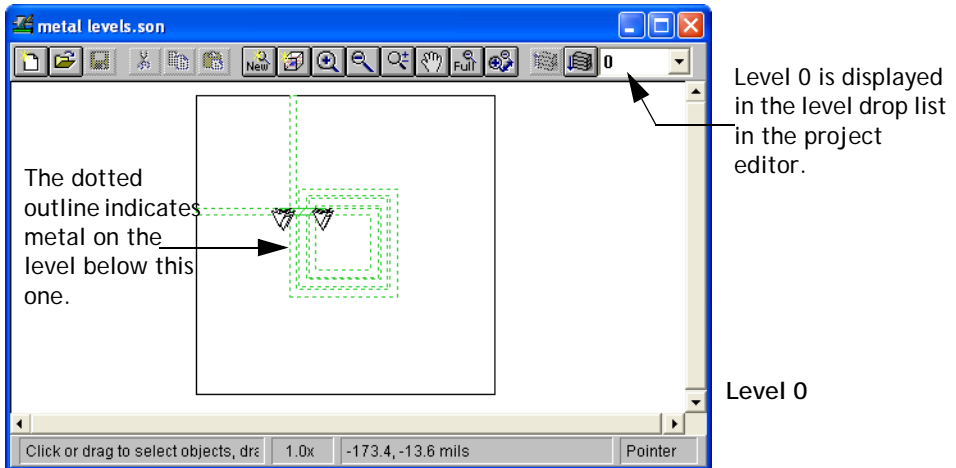 metal levels.son
New
Full
0
Level 0 is displayed
in the level drop list
in the project
editor.
The dotted
outline indicates
metal on the
level below this
one.
Level 0
Click or drag to select objects, dra
1.0x
-173.4, -13.6 mils
Pointer